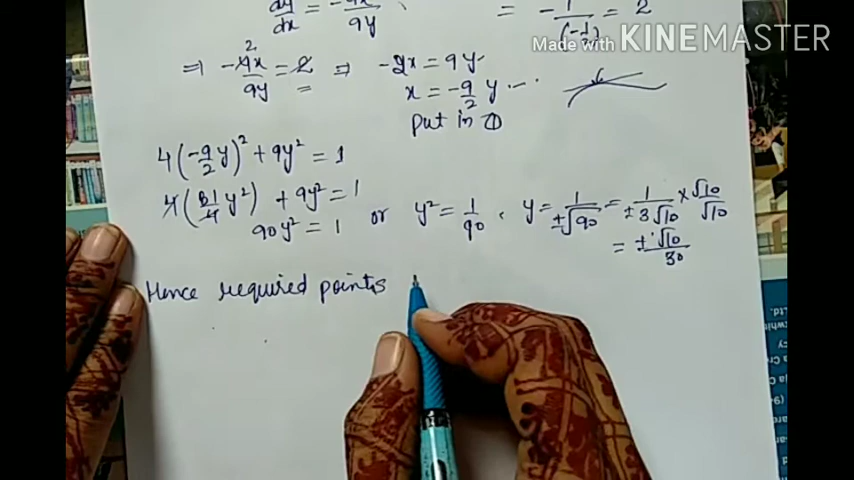 dy/dx = -4x/9y
= -1/(-1/2) = 2
Made with KINEMASTER
⇒ -4x/9y = 2 ⇒ -2x = 9y
2
x = -9/2 y
Put in ①
4(-9/2 y)² + 9y² = 1
4(81/4 y²) + 9y² = 1
90y² = 1 or y² = 1/90, y = 1/±√90 = 1/±3√10 × √10/√10
= ±√10/30
Hence required points